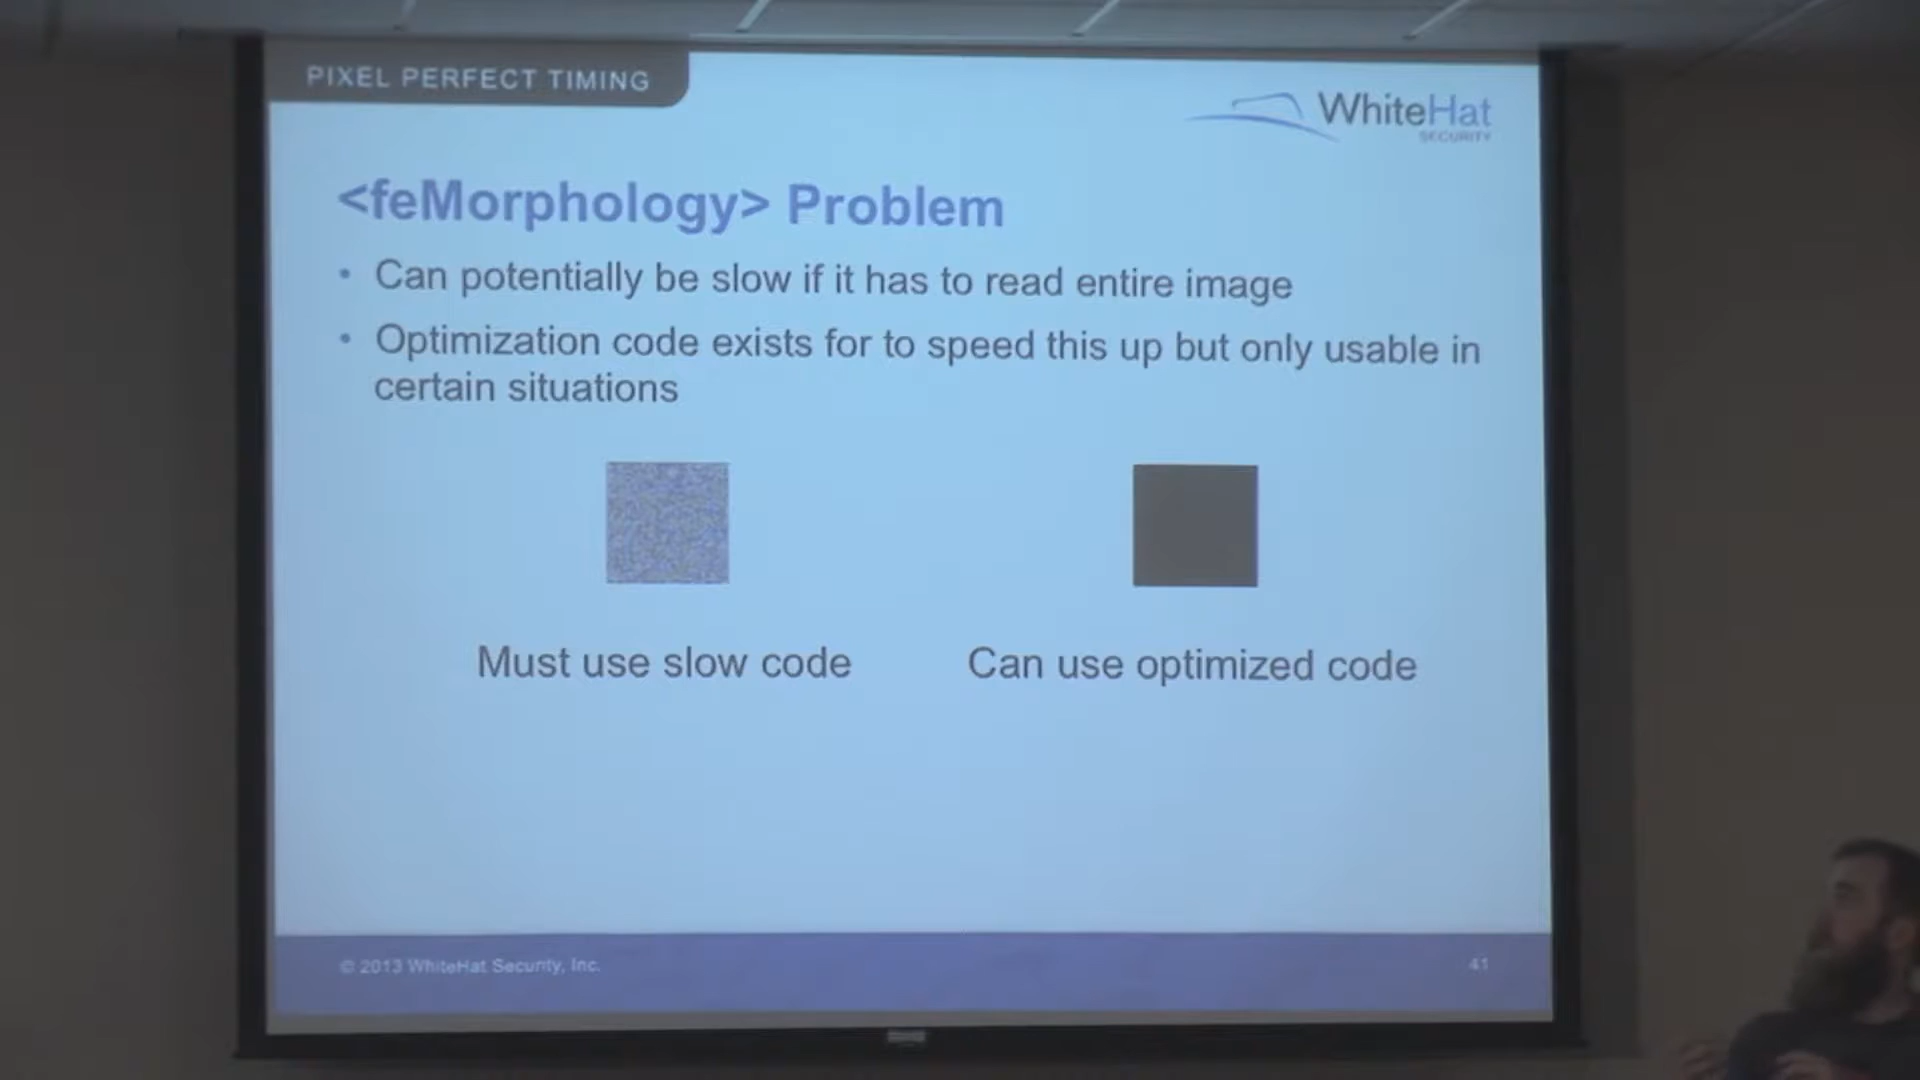 PIXEL PERFECT TIMING
WhiteHat
SECURITY
<feMorphology> Problem
• Can potentially be slow if it has to read entire image
• Optimization code exists for to speed this up but only usable in
certain situations
Must use slow code
Can use optimized code
© 2013 WhiteHat Security, Inc.
41